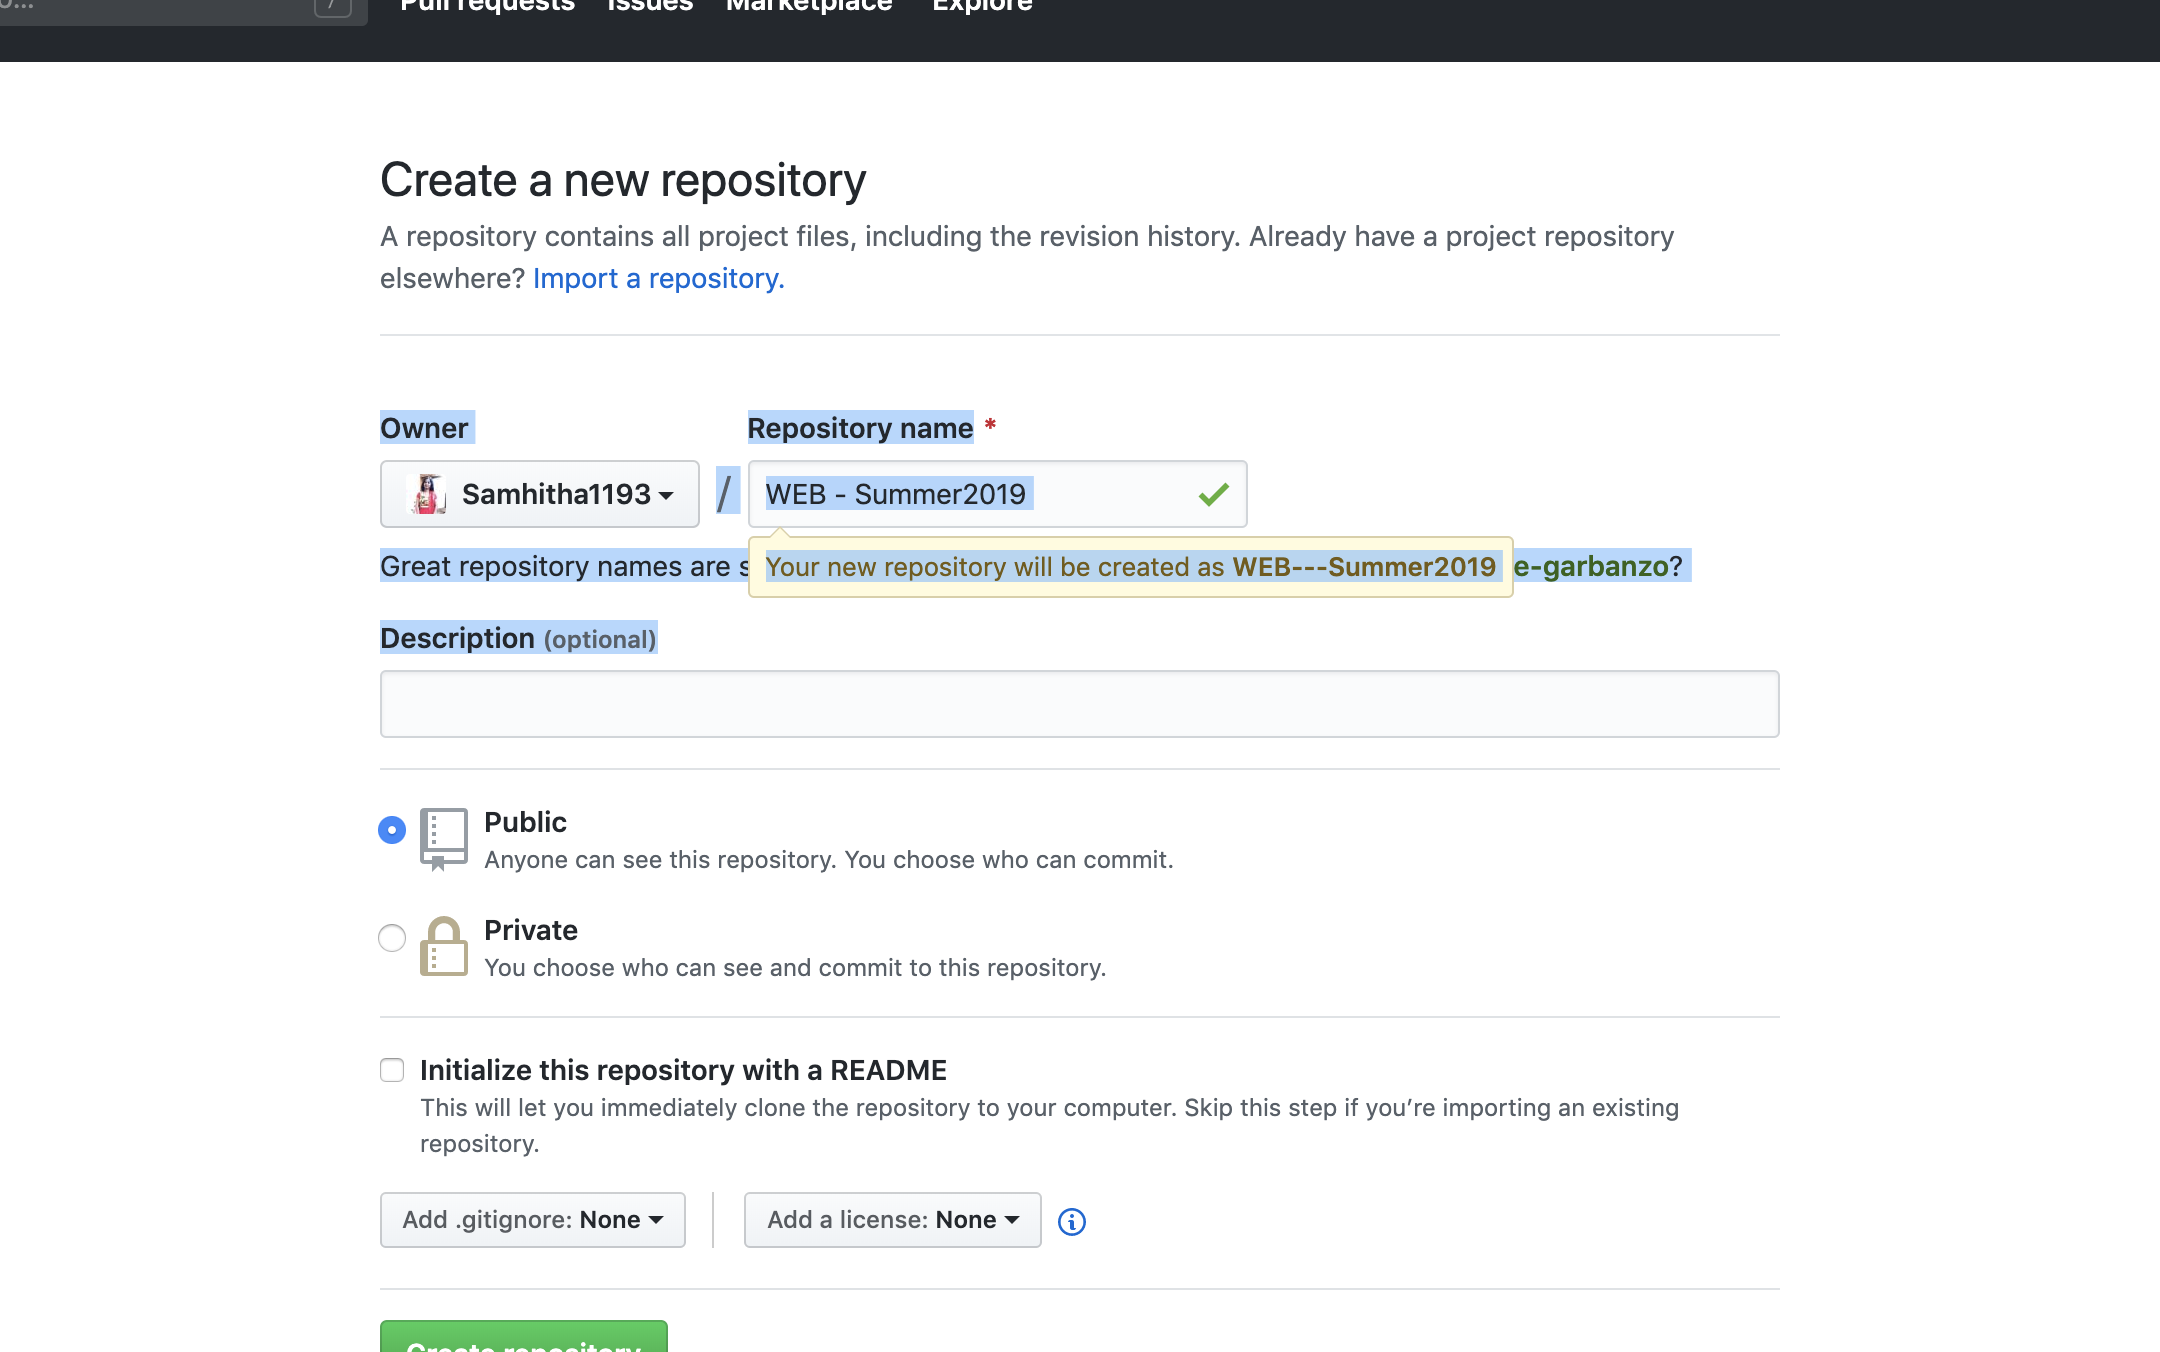 /
Pull requests Issues Marketplace Explore
Create a new repository
A repository contains all project files, including the revision history. Already have a project repository
elsewhere? Import a repository.
Owner
Repository name *
Samhitha1193
/
WEB - Summer2019
Great repository names are
Your new repository will be created as WEB---Summer2019
e-garbanzo?
Description (optional)
Public
Anyone can see this repository. You choose who can commit.
Private
You choose who can see and commit to this repository.
Initialize this repository with a README
This will let you immediately clone the repository to your computer. Skip this step if you’re importing an existing
repository.
Add .gitignore: None
Add a license: None
Create repository